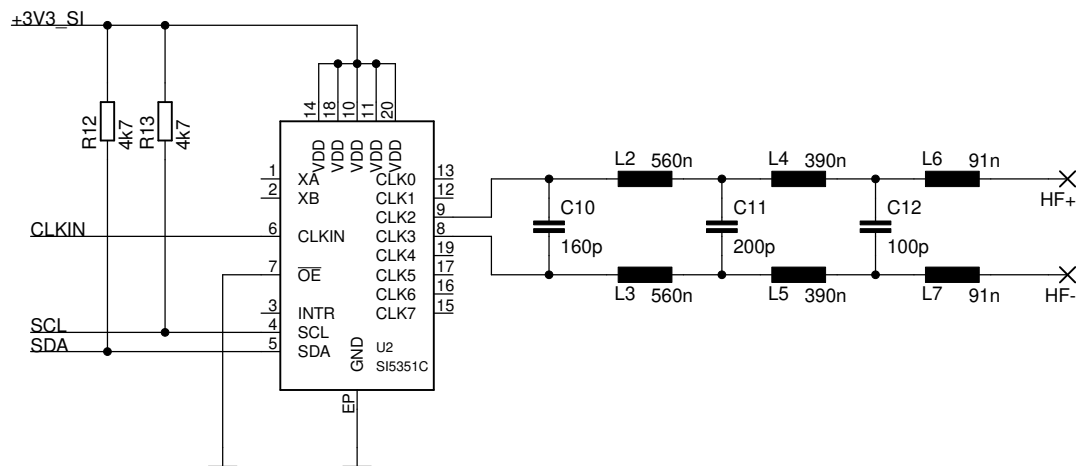 +3V3_SI
R12
4k7
R13
4k7
14
18
10
11
20
VDD
VDD
VDD
VDD
VDD
1
XA
2
XB
CLKIN
6
CLKIN
7
OE
3
INTR
SCL
4
SCL
SDA
5
SDA
GND
EP
U2
SI5351C
CLK0
13
CLK1
12
CLK2
9
CLK3
8
CLK4
19
CLK5
17
CLK6
16
CLK7
15
C10
160p
L2
560n
L3
560n
C11
200p
L4
390n
L5
390n
C12
100p
L6
91n
L7
91n
HF+
HF-